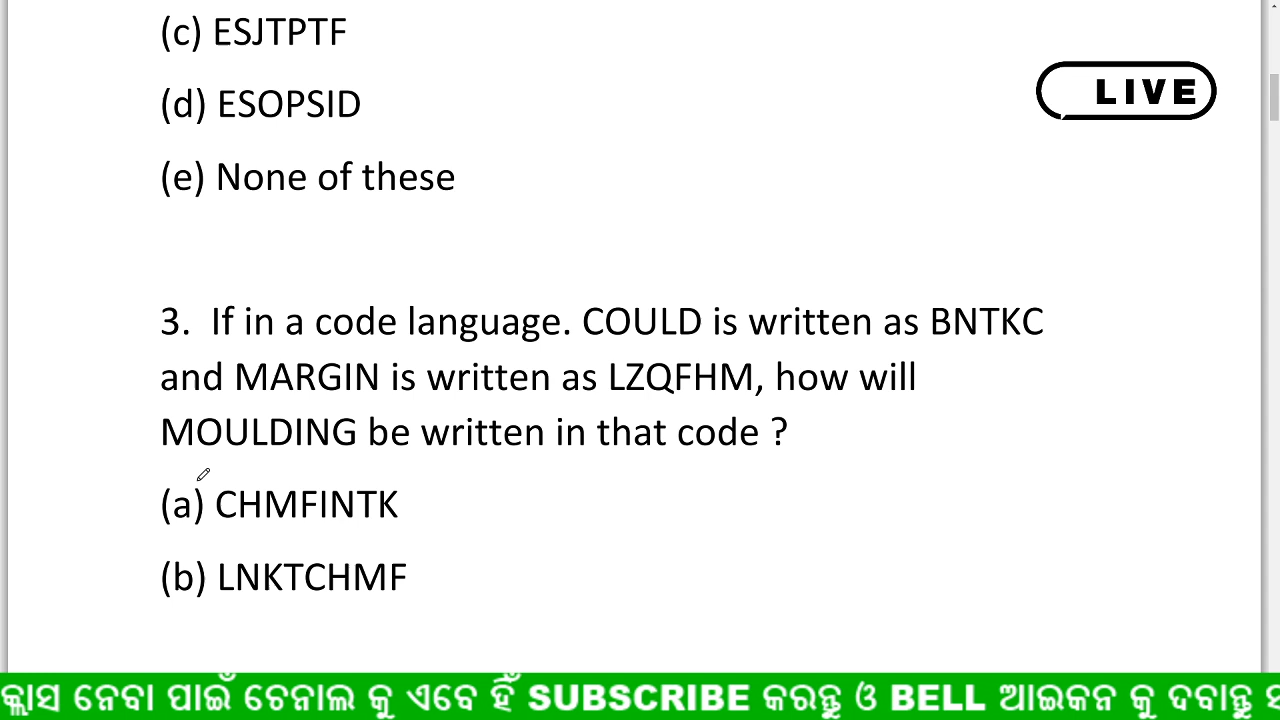 (c) ESJTPTF
LIVE
(d) ESOPSID
(e) None of these
3. If in a code language. COULD is written as BNTKC
and MARGIN is written as LZQFHM, how will
MOULDING be written in that code ?
(a) CHMFINTK
(b) LNKTCHMF
କ୍ଲାସ ନେବା ପାଇଁ ଚେନାଲ କୁ ଏବେ ହିଁ SUBSCRIBE କରନ୍ତୁ ଓ BELL ଆଇକନ କୁ ଦବାନ୍ତୁ